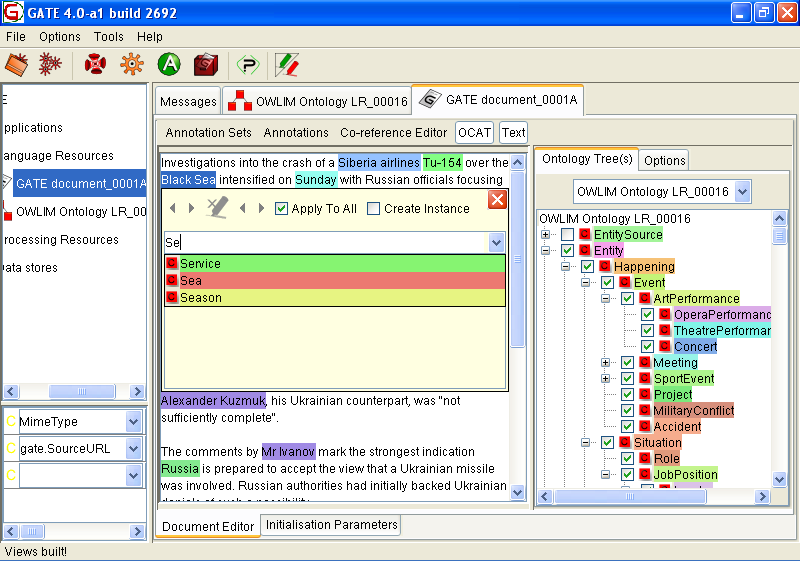 GATE 4.0-a1 build 2692
File Options Tools Help
Messages OWLIM Ontology LR_00016 GATE document_0001A
E
pplications
anguage Resources
GATE document_0001A
OWLIM Ontology LR_00
rocessing Resources
ata stores
MimeType
gate.SourceURL
Annotation Sets Annotations Co-reference Editor OCAT Text
Investigations into the crash of a Siberia airlines Tu-154 over the
Black Sea intensified on Sunday with Russian officials focusing
Apply To All Create Instance
Se
C Service
C Sea
C Season
Alexander Kuzmuk, his Ukrainian counterpart, was "not
sufficiently complete".
The comments by Mr Ivanov mark the strongest indication
Russia is prepared to accept the view that a Ukrainian missile
was involved. Russian authorities had initially backed Ukrainian
denials of such a possibility.
Document Editor Initialisation Parameters
Ontology Tree(s) Options
OWLIM Ontology LR_00016
OWLIM Ontology LR_00016
C EntitySource
C Entity
C Happening
C Event
C ArtPerformance
C OperaPerformanc
C TheatrePerforman
C Concert
C Meeting
C SportEvent
C Project
C MilitaryConflict
C Accident
C Situation
C Role
C JobPosition
Views built!